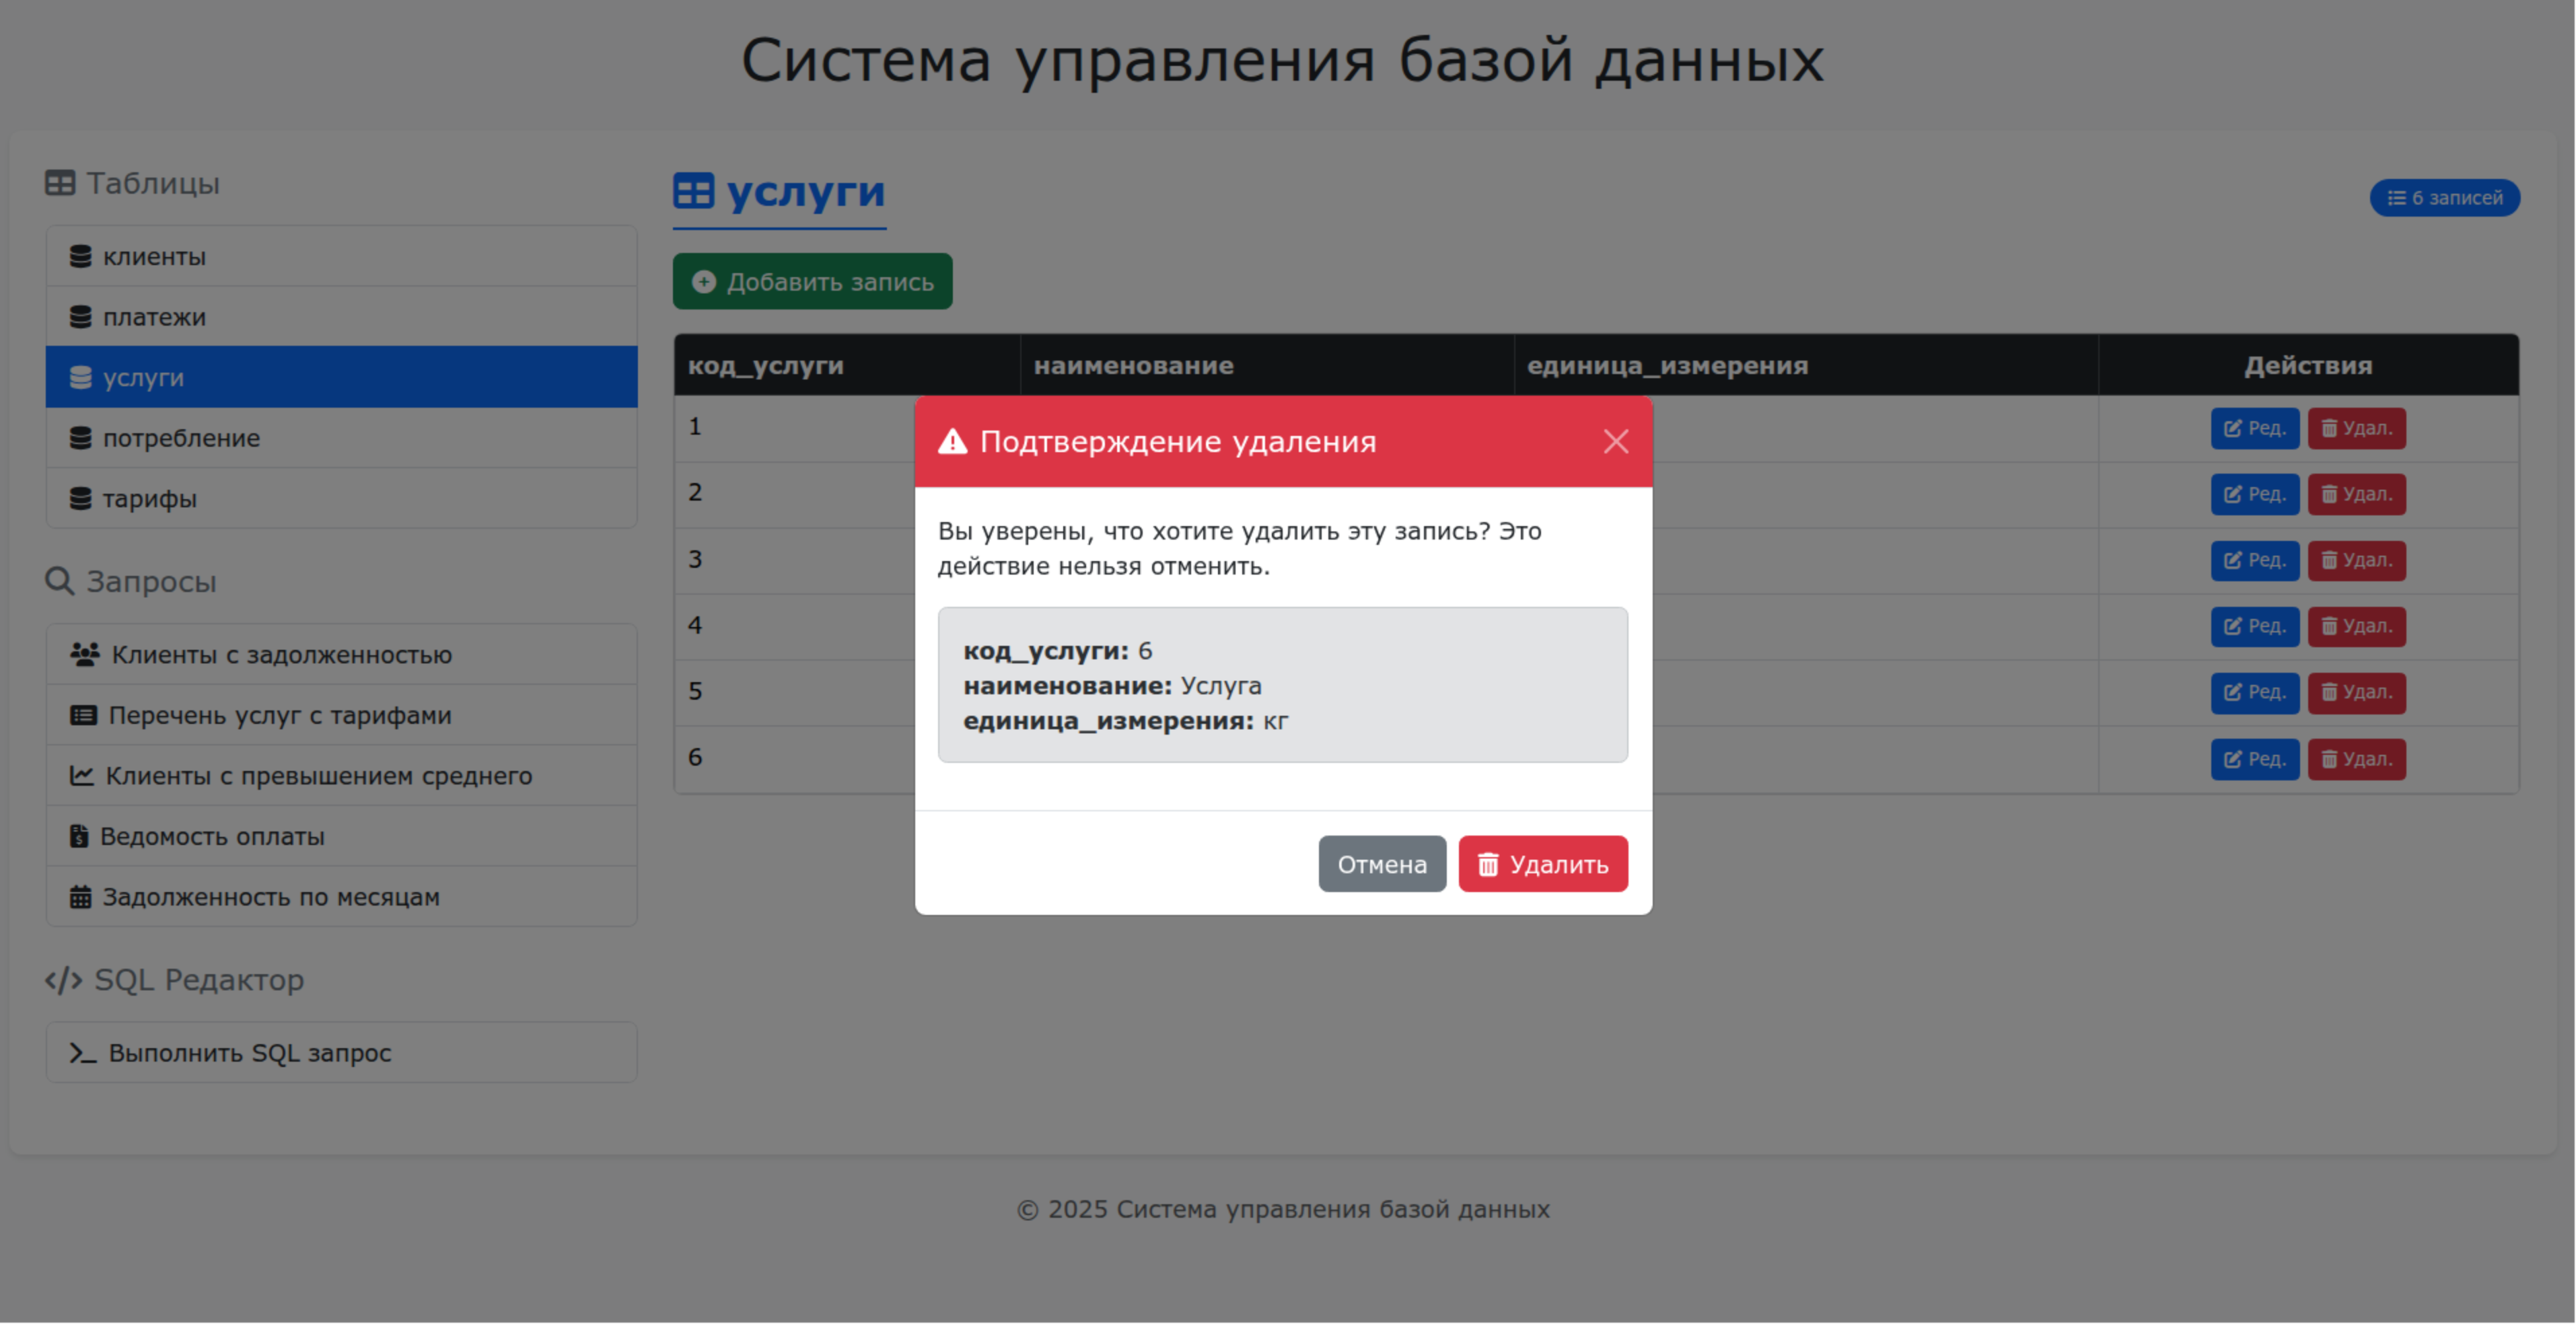 Система управления базой данных
Таблицы
клиенты
платежи
услуги
потребление
тарифы
Запросы
Клиенты с задолженностью
Перечень услуг с тарифами
Клиенты с превышением среднего
Ведомость оплаты
Задолженность по месяцам
SQL Редактор
Выполнить SQL запрос
услуги
6 записей
Добавить запись
код_услуги наименование единица_измерения Действия
1 Ред. Удал.
2 Ред. Удал.
3 Ред. Удал.
4 Ред. Удал.
5 Ред. Удал.
6 Ред. Удал.
Подтверждение удаления
Вы уверены, что хотите удалить эту запись? Это
действие нельзя отменить.
код_услуги: 6
наименование: Услуга
единица_измерения: кг
Отмена Удалить
© 2025 Система управления базой данных